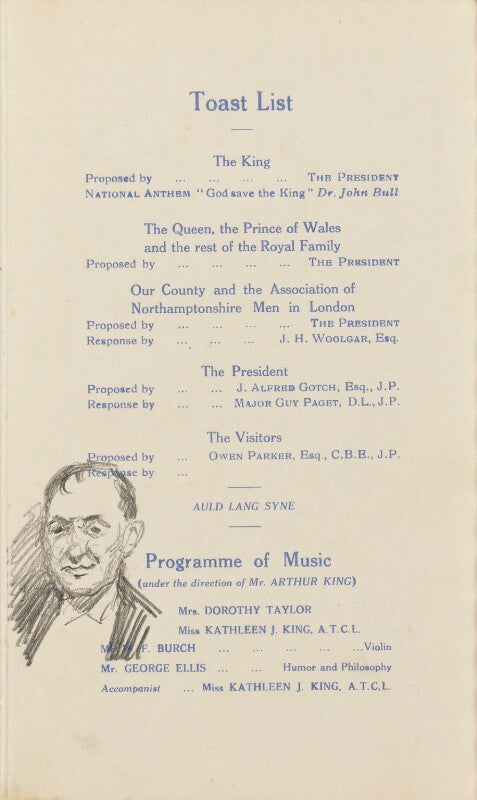 Toast List
The King
Proposed by ... ... ... ... THE PRESIDENT
NATIONAL ANTHEM "God save the King" Dr. John Bull
The Queen, the Prince of Wales
and the rest of the Royal Family
Proposed by ... ... ... ... THE PRESIDENT
Our County and the Association of
Northamptonshire Men in London
Proposed by ... ... ... ... THE PRESIDENT
Response by ... ... ... J. H. WOOLGAR, Esq.
The President
Proposed by ... ... J. ALFRED GOTCH, Esq., J.P.
Response by ... ... MAJOR GUY PAGET, D.L., J.P.
The Visitors
Proposed by ... OWEN PARKER, Esq., C.B.E., J.P.
Response by ...
AULD LANG SYNE
Programme of Music
(under the direction of Mr. ARTHUR KING)
Mrs. DOROTHY TAYLOR
Miss KATHLEEN J. KING, A.T.C.L.
Mr. F. BURCH ... ... ... ... ...Violin
Mr. GEORGE ELLIS ... ... Humor and Philosophy
Accompanist ... Miss KATHLEEN J. KING, A.T.C.L.